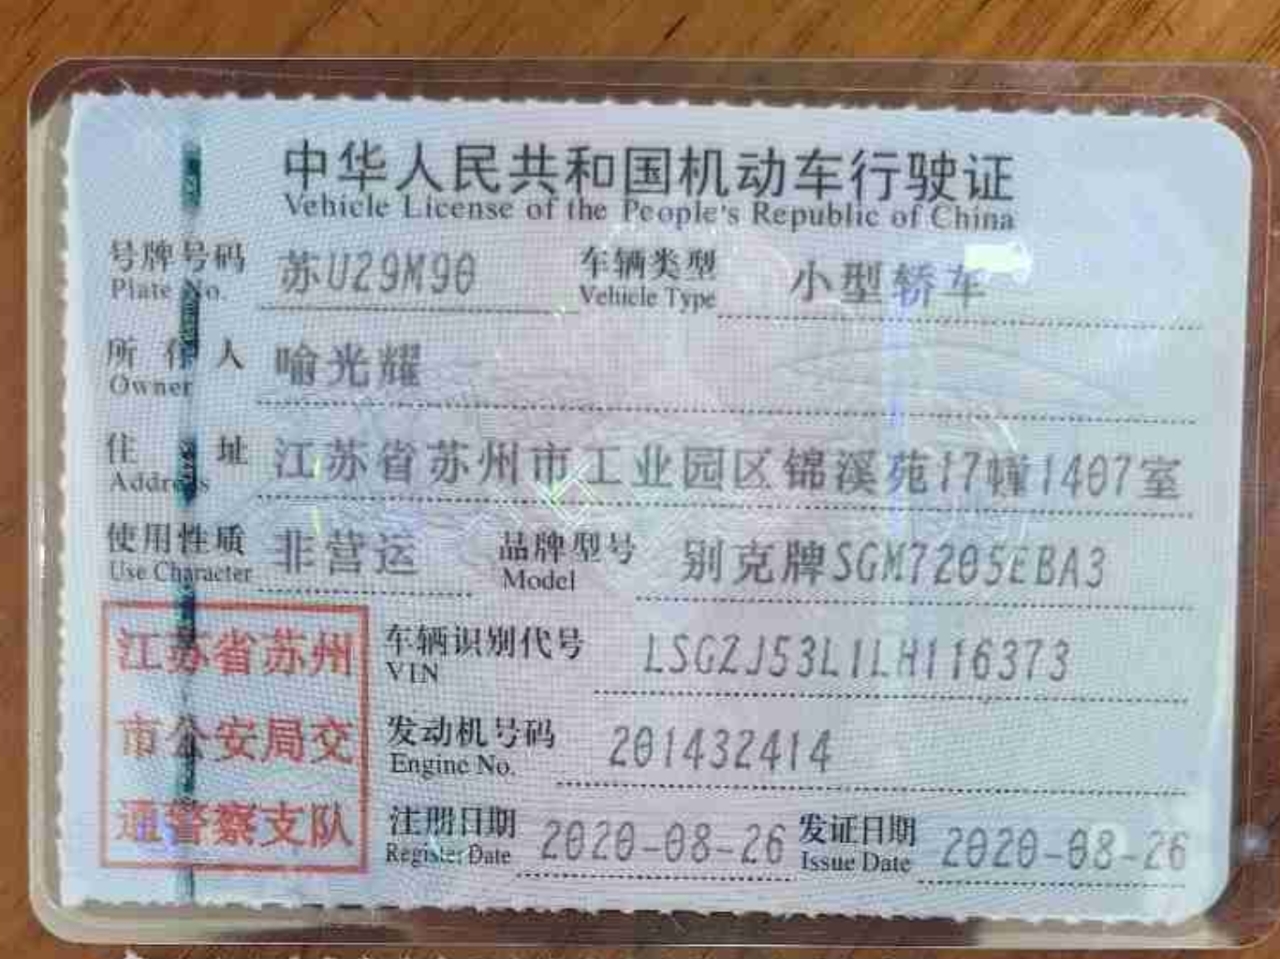 中华人民共和国机动车行驶证
Vehicle License of the People's Republic of China
号牌号码 苏U29M90 车辆类型 小型轿车
Plate No. Vehicle Type
所有人 喻光耀
Owner
住址 江苏省苏州市工业园区锦溪苑17幢1407室
Address
使用性质 非营运 品牌型号 别克牌SGM7205EBA3
Use Character Model
江苏省苏州
市公安局交
通警察支队
车辆识别代号 LSGZJ53L1LH116373
VIN
发动机号码 201432414
Engine No.
注册日期 2020-08-26 发证日期 2020-08-26
Register Date Issue Date